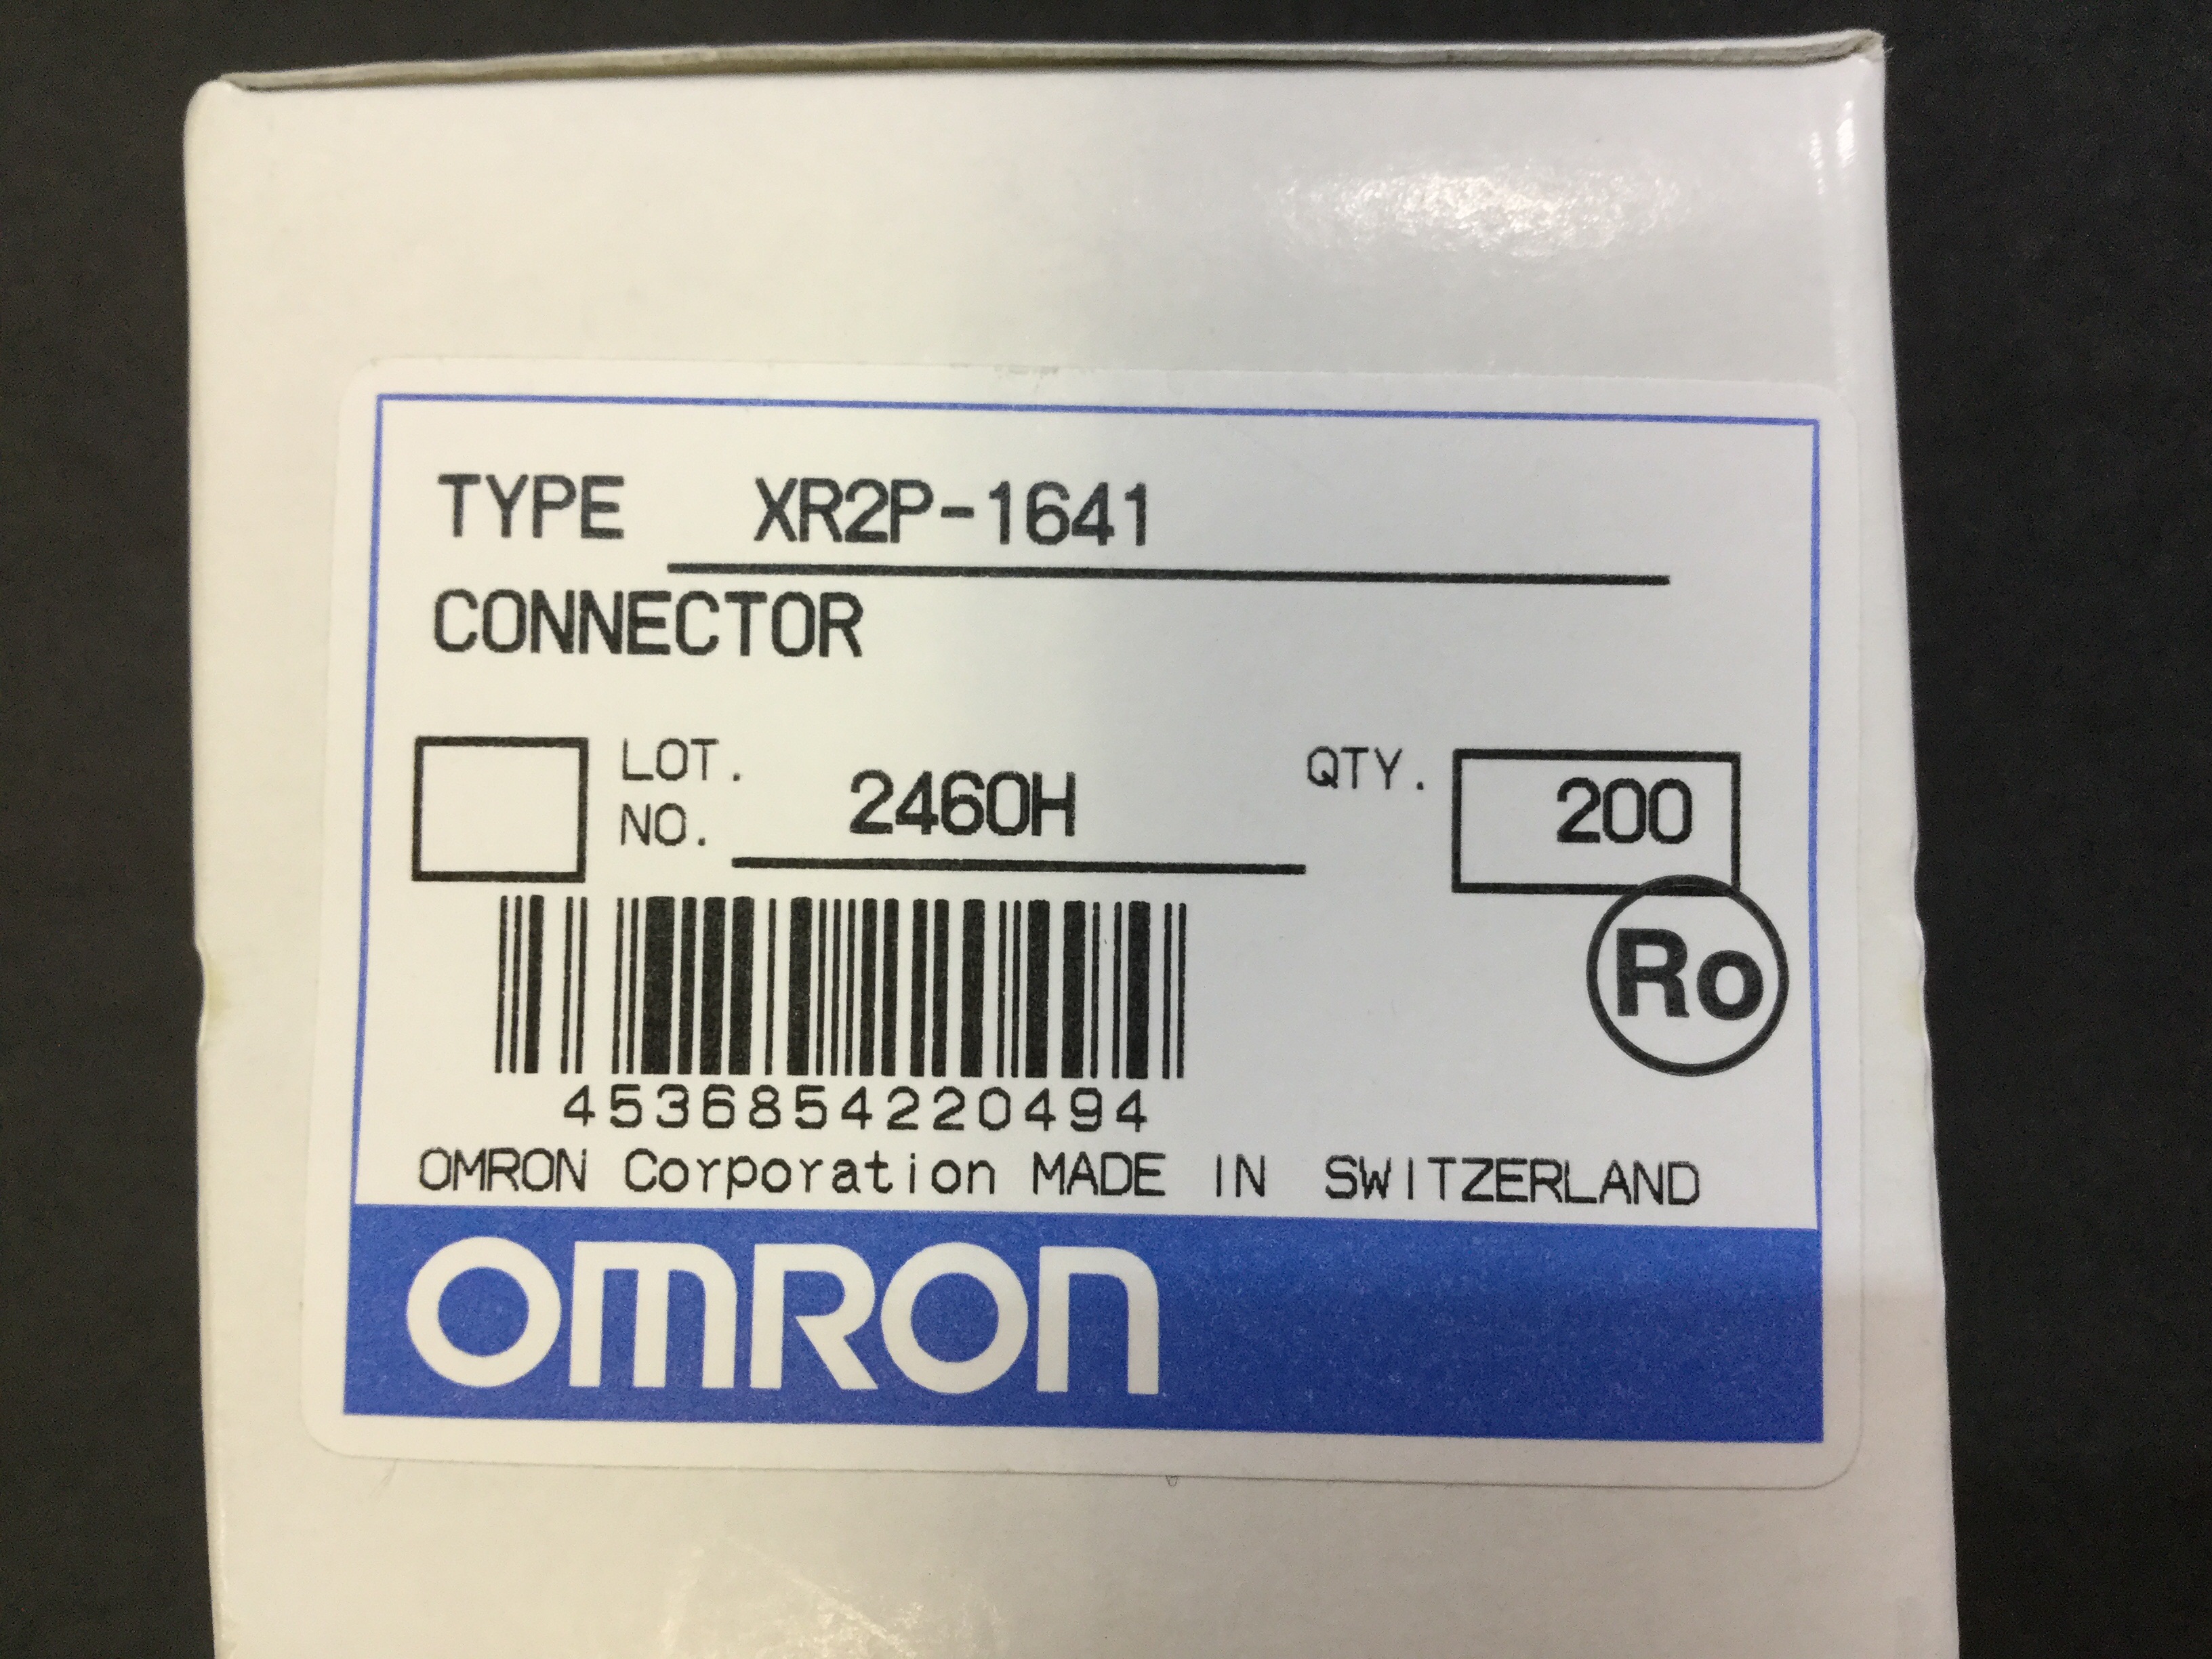 TYPE XR2P-1641
CONNECTOR
LOT. NO. 2460H QTY. 200
Ro
4536854220494
OMRON Corporation MADE IN SWITZERLAND
OMRON